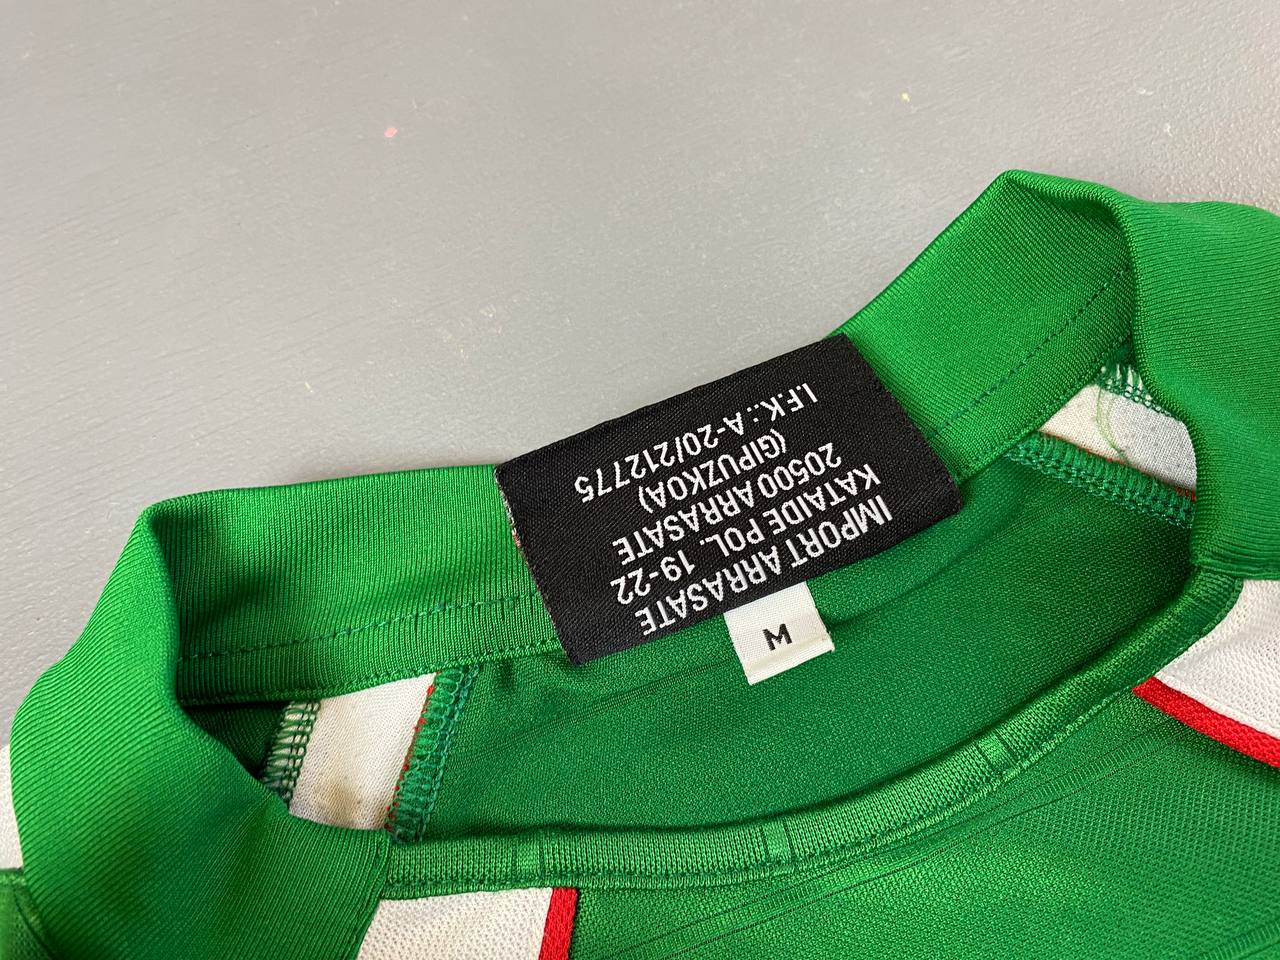 IMPORT ARRASATE
KATAIDE POL. 19-22
20500 ARRASATE
(GIPUZKOA)
I.F.K.: A-20/212775
M